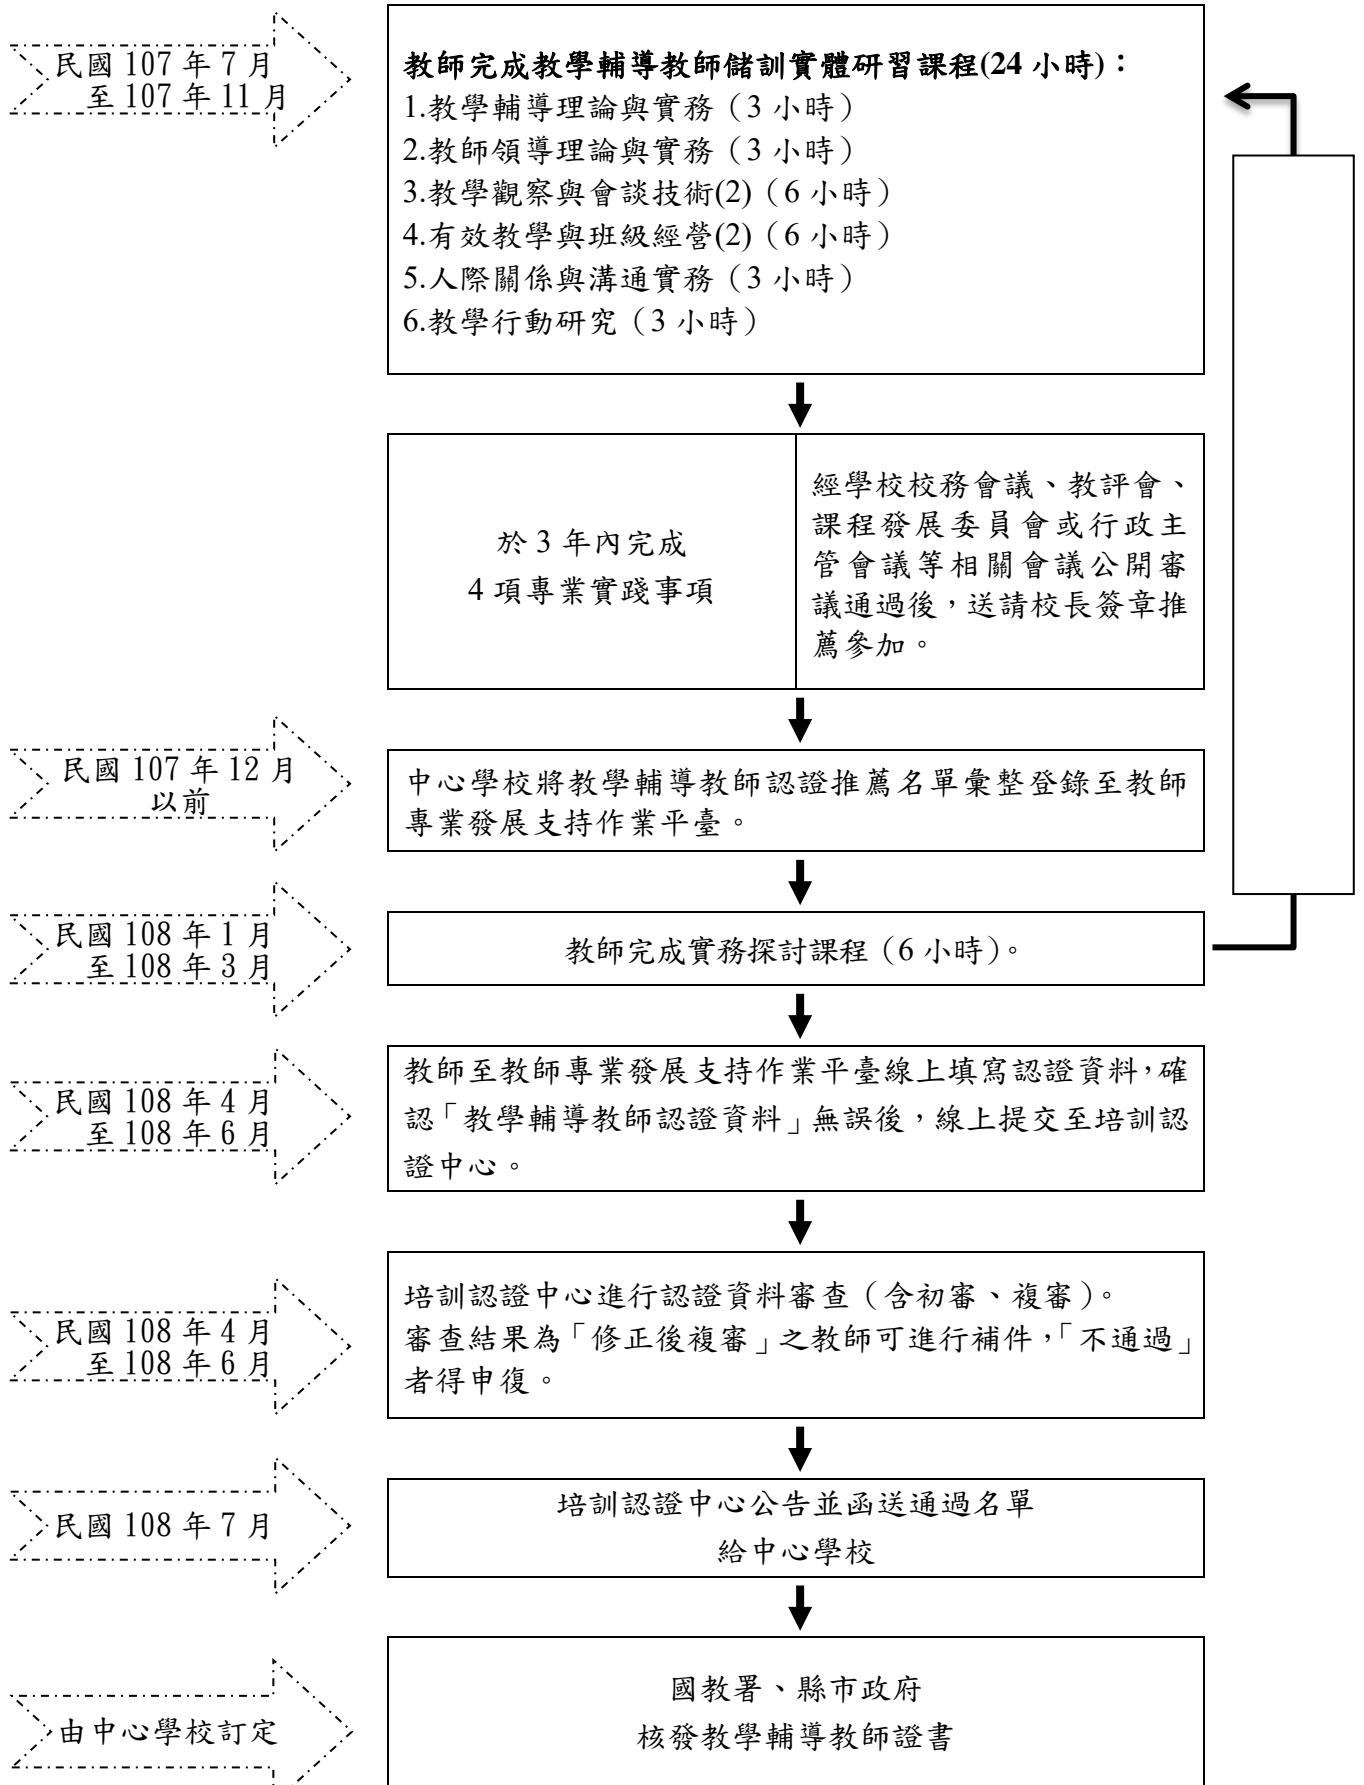 民國 107 年 7 月
至 107 年 11 月
教師完成教學輔導教師儲訓實體研習課程(24 小時)：
1.教學輔導理論與實務（3 小時）
2.教師領導理論與實務（3 小時）
3.教學觀察與會談技術(2)（6 小時）
4.有效教學與班級經營(2)（6 小時）
5.人際關係與溝通實務（3 小時）
6.教學行動研究（3 小時）
於 3 年內完成
4 項專業實踐事項
經學校校務會議、教評會、
課程發展委員會或行政主
管會議等相關會議公開審
議通過後，送請校長簽章推
薦參加。
民國 107 年 12 月
以前
中心學校將教學輔導教師認證推薦名單彙整登錄至教師
專業發展支持作業平臺。
民國 108 年 1 月
至 108 年 3 月
教師完成實務探討課程（6 小時）。
民國 108 年 4 月
至 108 年 6 月
教師至教師專業發展支持作業平臺線上填寫認證資料，確
認「教學輔導教師認證資料」無誤後，線上提交至培訓認
證中心。
民國 108 年 4 月
至 108 年 6 月
培訓認證中心進行認證資料審查（含初審、複審）。
審查結果為「修正後複審」之教師可進行補件，「不通過」
者得申復。
民國 108 年 7 月
培訓認證中心公告並函送通過名單
給中心學校
由中心學校訂定
國教署、縣市政府
核發教學輔導教師證書